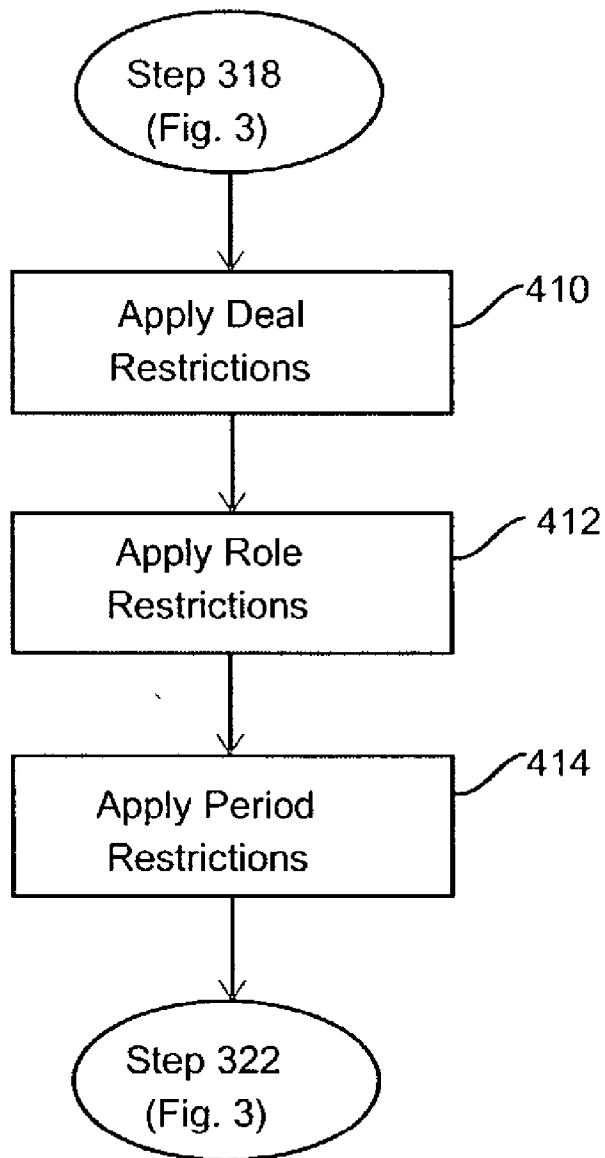 Step 318
(Fig. 3)
410
Apply Deal
Restrictions
412
Apply Role
Restrictions
414
Apply Period
Restrictions
Step 322
(Fig. 3)